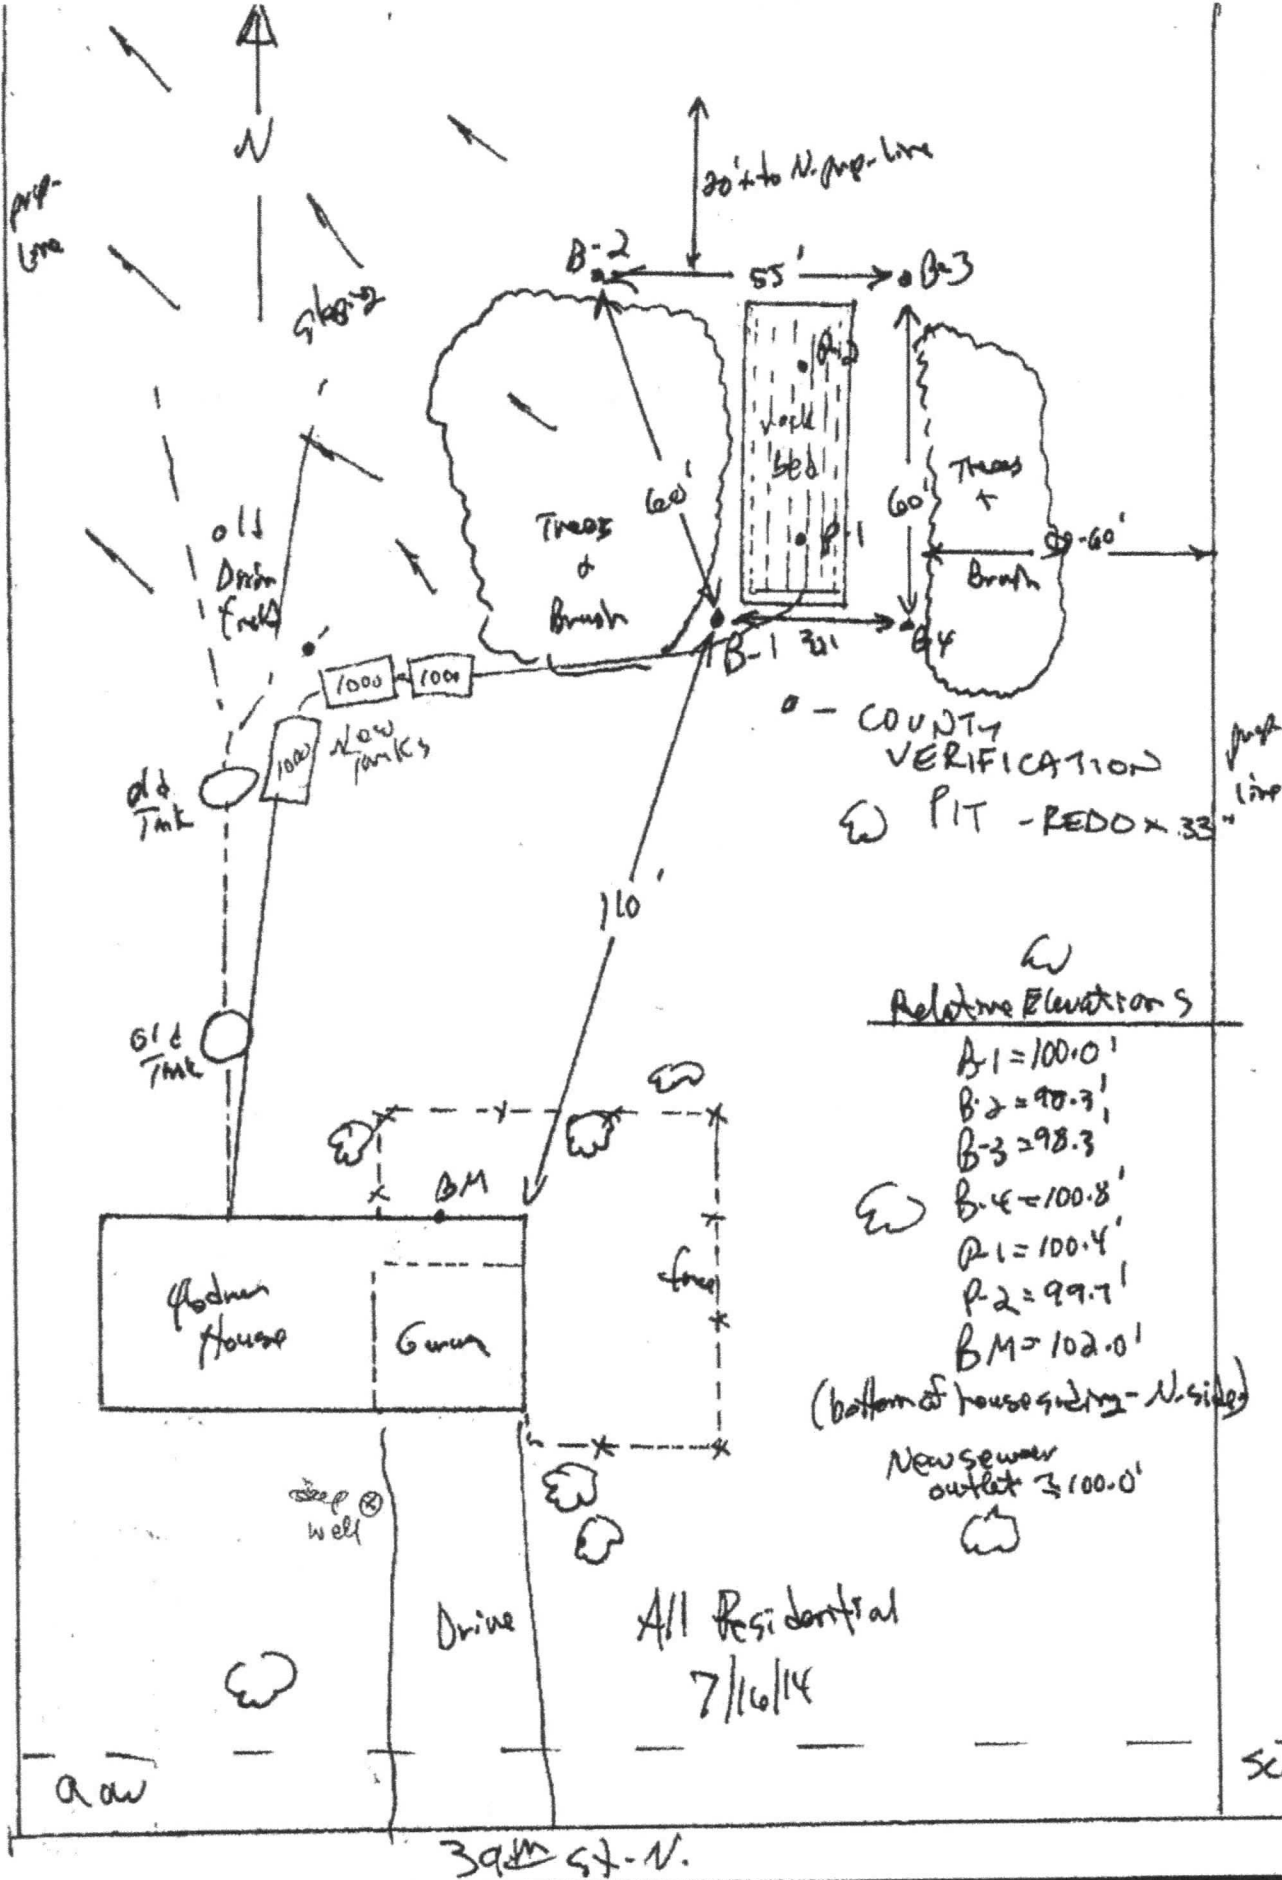 N
prop-
line
20'+ to N. prop-line
B-2
55'
B-3
P-2
rock
bed
60'
60'
Trees
&
Brush
Trees
+
Brush
50-60'
P-1
old
Drain
field
B-1
B-4
1000
1000
1000
New
Tanks
old
Tank
• - COUNTY
VERIFICATION
PIT - REDOX 33"
prop
line
110'
old
Tank
Relative Elevations
B-1 = 100.0'
B-2 = 98.3'
B-3 = 98.3'
B-4 = 100.8'
P-1 = 100.4'
P-2 = 99.7'
BM = 102.0'
(bottom of house siding - N. side)
New sewer
outlet ≥ 100.0'
BM
fence
House
deep
well
Drive
All Residential
7/16/14
39th St. N.